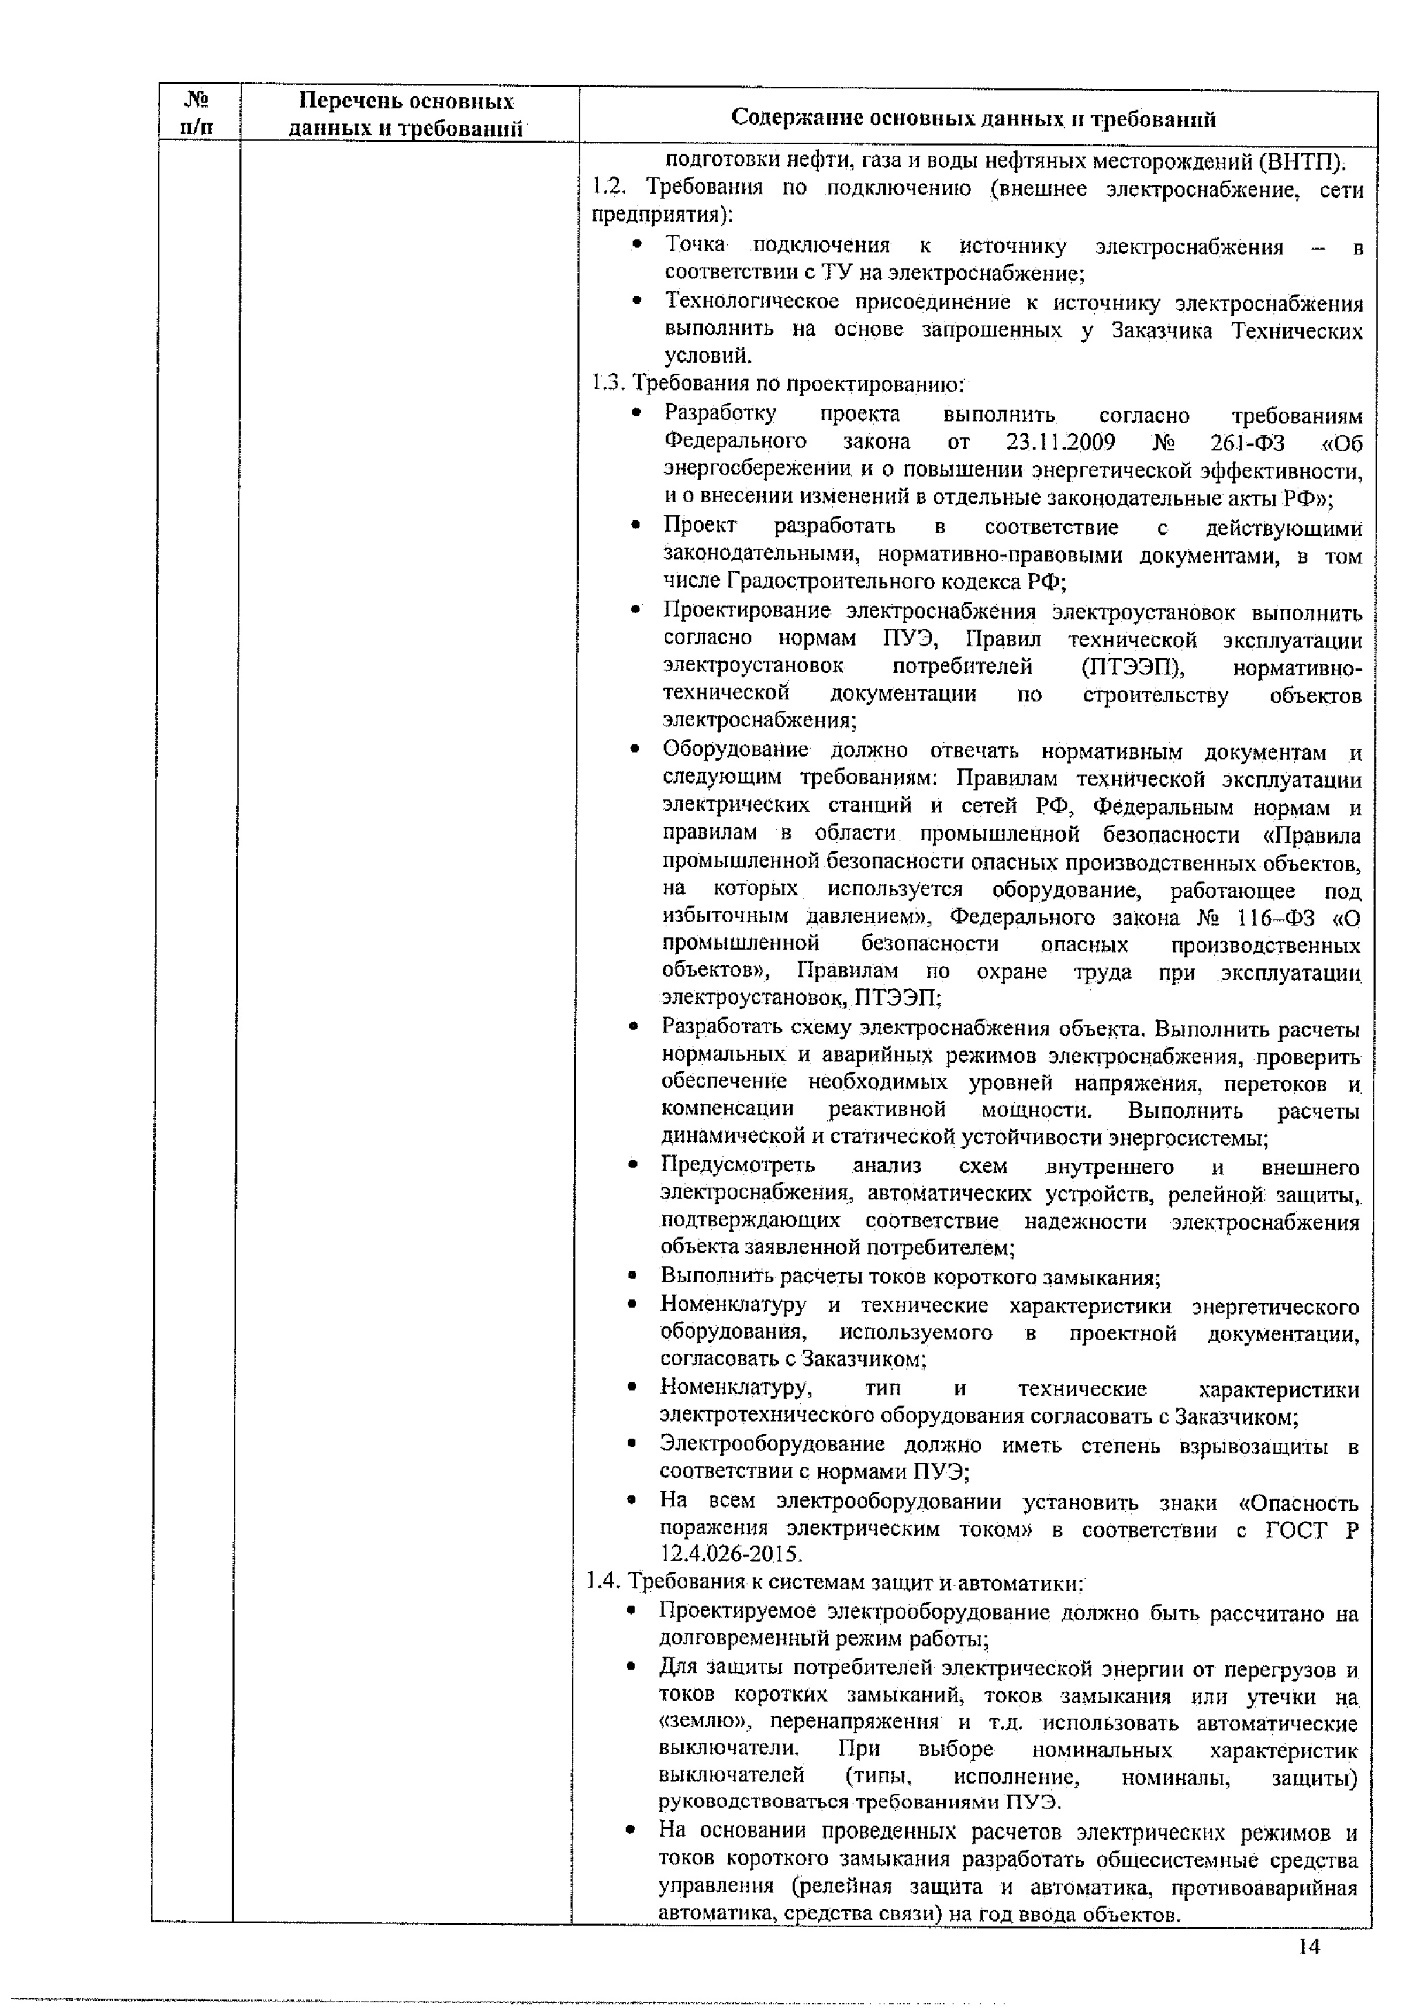 №
п/п
Перечень основных
данных и требований
Содержание основных данных и требований
подготовки нефти, газа и воды нефтяных месторождений (ВНТП).
1.2. Требования по подключению (внешнее электроснабжение, сети
предприятия):
• Точка подключения к источнику электроснабжения – в
соответствии с ТУ на электроснабжение;
• Технологическое присоединение к источнику электроснабжения
выполнить на основе запрошенных у Заказчика Технических
условий.
1.3. Требования по проектированию:
• Разработку проекта выполнить согласно требованиям
Федерального закона от 23.11.2009 № 261-ФЗ «Об
энергосбережении и о повышении энергетической эффективности,
и о внесении изменений в отдельные законодательные акты РФ»;
• Проект разработать в соответствие с действующими
законодательными, нормативно-правовыми документами, в том
числе Градостроительного кодекса РФ;
• Проектирование электроснабжения электроустановок выполнить
согласно нормам ПУЭ, Правил технической эксплуатации
электроустановок потребителей (ПТЭЭП), нормативно-
технической документации по строительству объектов
электроснабжения;
• Оборудование должно отвечать нормативным документам и
следующим требованиям: Правилам технической эксплуатации
электрических станций и сетей РФ, Федеральным нормам и
правилам в области промышленной безопасности «Правила
промышленной безопасности опасных производственных объектов,
на которых используется оборудование, работающее под
избыточным давлением», Федерального закона № 116–ФЗ «О
промышленной безопасности опасных производственных
объектов», Правилам по охране труда при эксплуатации
электроустановок, ПТЭЭП;
• Разработать схему электроснабжения объекта. Выполнить расчеты
нормальных и аварийных режимов электроснабжения, проверить
обеспечение необходимых уровней напряжения, перетоков и
компенсации реактивной мощности. Выполнить расчеты
динамической и статической устойчивости энергосистемы;
• Предусмотреть анализ схем внутреннего и внешнего
электроснабжения, автоматических устройств, релейной защиты,
подтверждающих соответствие надежности электроснабжения
объекта заявленной потребителем;
• Выполнить расчеты токов короткого замыкания;
• Номенклатуру и технические характеристики энергетического
оборудования, используемого в проектной документации,
согласовать с Заказчиком;
• Номенклатуру, тип и технические характеристики
электротехнического оборудования согласовать с Заказчиком;
• Электрооборудование должно иметь степень взрывозащиты в
соответствии с нормами ПУЭ;
• На всем электрооборудовании установить знаки «Опасность
поражения электрическим током» в соответствии с ГОСТ Р
12.4.026-2015.
1.4. Требования к системам защит и автоматики:
• Проектируемое электрооборудование должно быть рассчитано на
долговременный режим работы;
• Для защиты потребителей электрической энергии от перегрузов и
токов коротких замыканий, токов замыкания или утечки на
«землю», перенапряжения и т.д. использовать автоматические
выключатели. При выборе номинальных характеристик
выключателей (типы, исполнение, номиналы, защиты)
руководствоваться требованиями ПУЭ.
• На основании проведенных расчетов электрических режимов и
токов короткого замыкания разработать общесистемные средства
управления (релейная защита и автоматика, противоаварийная
автоматика, средства связи) на год ввода объектов.
14